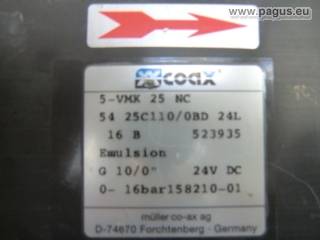 www.pagus.eu
coax
5-VMK 25 NC
54 25C110/0BD 24L
16 B 523935
Emulsion
G 10/0" 24V DC
0- 16bar158210-01
müller co-ax ag
D-74670 Forchtenberg - Germany